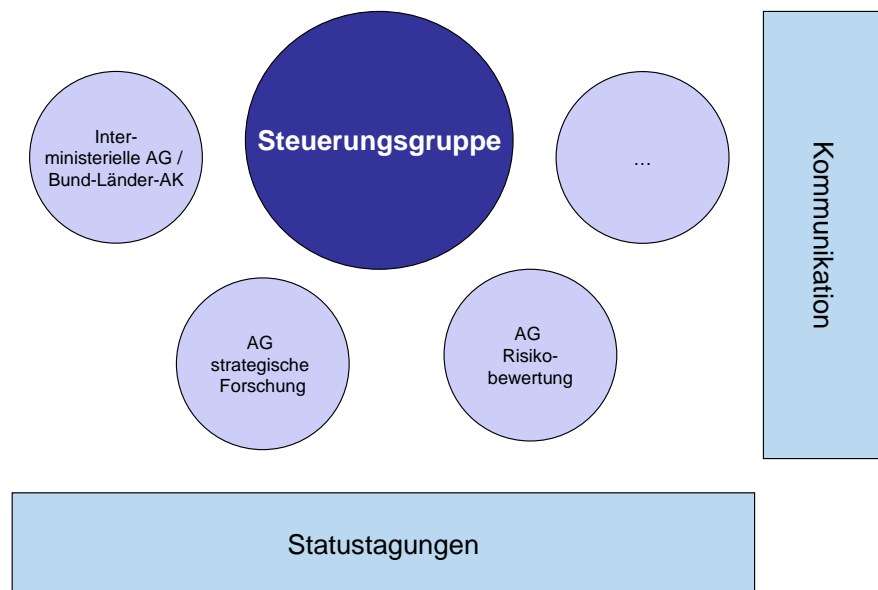 Steuerungsgruppe
Inter-
ministerielle AG /
Bund-Länder-AK
…
AG
strategische
Forschung
AG
Risiko-
bewertung
Kommunikation
Statustagungen